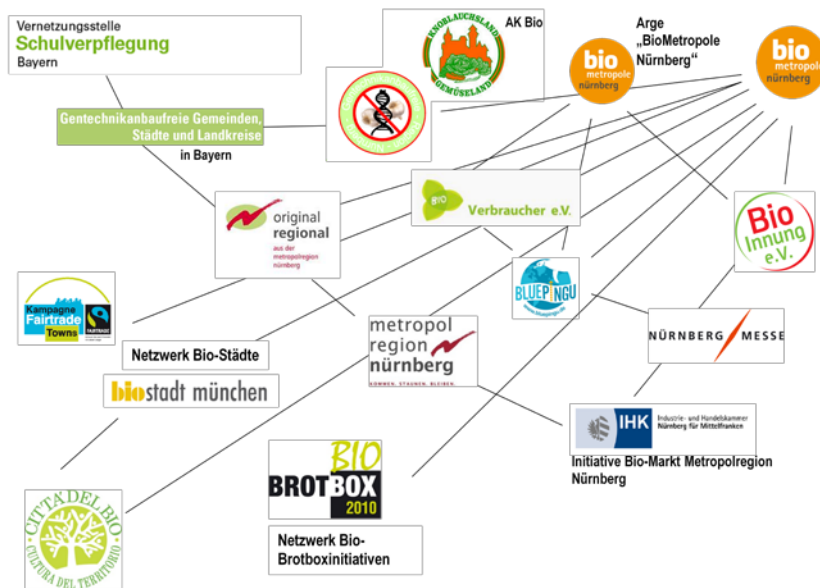 Vernetzungsstelle
Schulverpflegung
Bayern
KNOBLAUCHSLAND
GEMÜSELAND
AK Bio
Arge
„BioMetropole
Nürnberg“
bio
metropole
nürnberg
bio
metropole
nürnberg
Gentechnikanbaufreie Gemeinden,
Städte und Landkreise
in Bayern
original
regional
aus der
metropolregion
nürnberg
BIO
Verbraucher e.V.
Bio
Innung
e.V.
BLUEPINGU
www.bluepingu.de
Kampagne
Fairtrade
Towns
FAIRTRADE
Netzwerk Bio-Städte
biostadt münchen
metropol
region
nürnberg
KOMMEN. STAUNEN. BLEIBEN.
NÜRNBERG MESSE
IHK
Industrie- und Handelskammer
Nürnberg für Mittelfranken
Initiative Bio-Markt Metropolregion
Nürnberg
BIO
BROTBOX
2010
Netzwerk Bio-
Brotboxinitiativen
CITTÀ DEL BIO
CULTURA DEL TERRITORIO